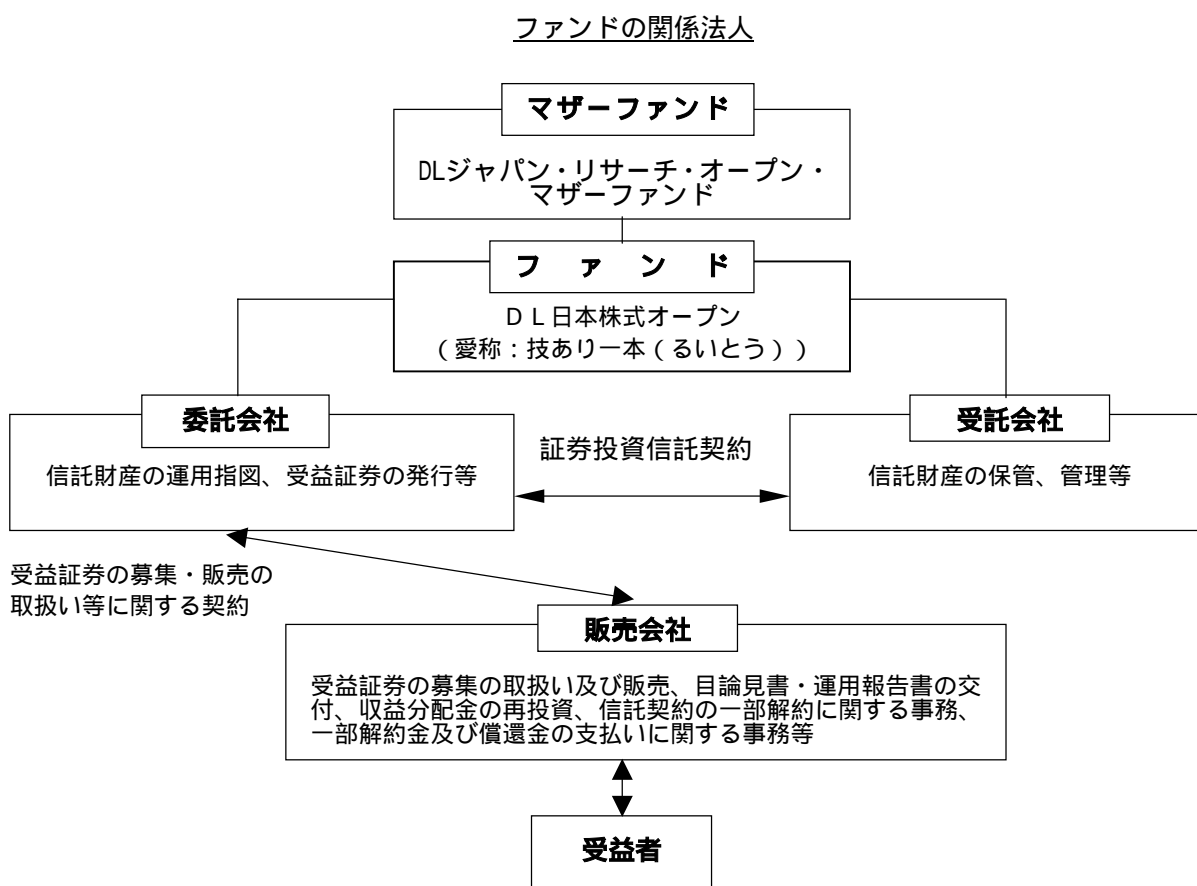 ファンドの関係法人
マザーファンド
DLジャパン・リサーチ・オープン・
マザーファンド
ファンド
ＤＬ日本株式オープン
（愛称：技あり一本（るいとう））
委託会社
信託財産の運用指図、受益証券の発行等
証券投資信託契約
受託会社
信託財産の保管、管理等
受益証券の募集・販売の
取扱い等に関する契約
販売会社
受益証券の募集の取扱い及び販売、目論見書・運用報告書の交
付、収益分配金の再投資、信託契約の一部解約に関する事務、
一部解約金及び償還金の支払いに関する事務等
受益者